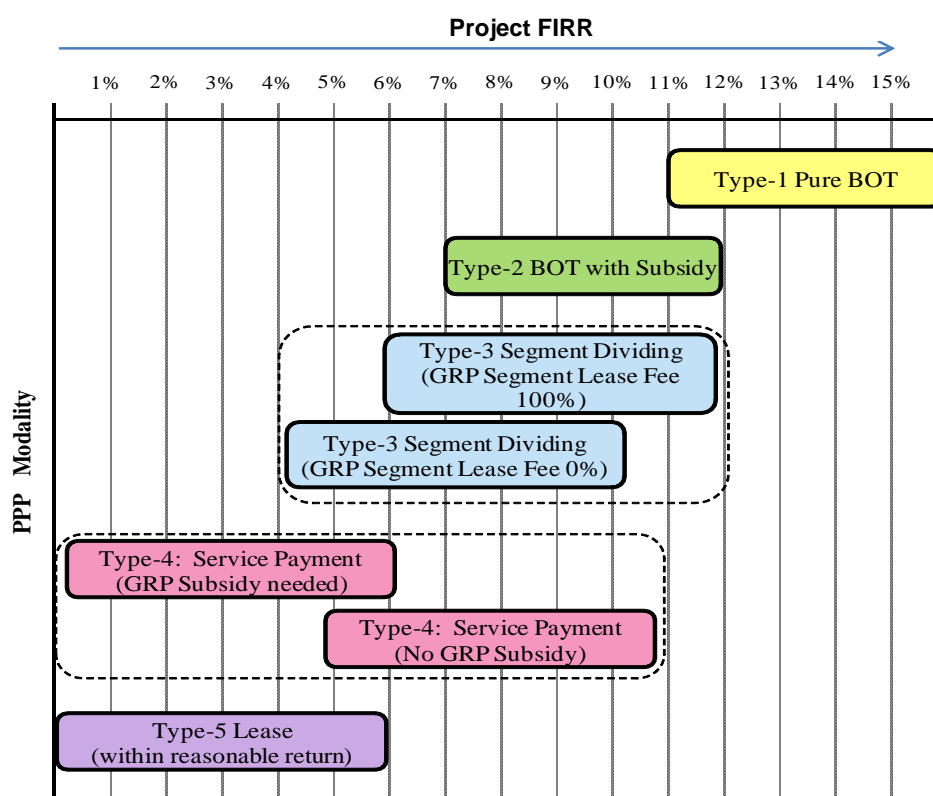 Project FIRR
1% 2% 3% 4% 5% 6% 7% 8% 9% 10% 11% 12% 13% 14% 15%
PPP Modality
Type-1 Pure BOT
Type-2 BOT with Subsidy
Type-3 Segment Dividing
(GRP Segment Lease Fee
100%)
Type-3 Segment Dividing
(GRP Segment Lease Fee 0%)
Type-4: Service Payment
(GRP Subsidy needed)
Type-4: Service Payment
(No GRP Subsidy)
Type-5 Lease
(within reasonable return)